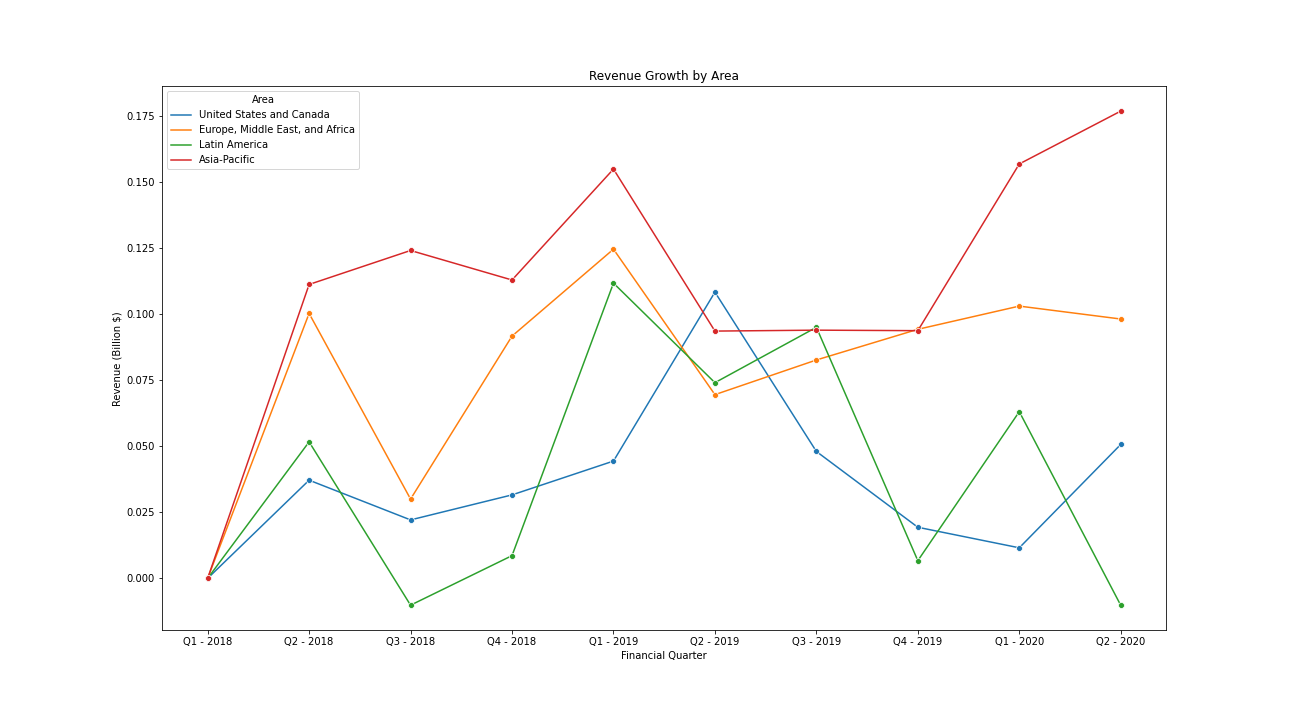 Revenue Growth by Area
Area
United States and Canada
Europe, Middle East, and Africa
Latin America
Asia-Pacific
Revenue (Billion $)
0.175
0.150
0.125
0.100
0.075
0.050
0.025
0.000
Q1 - 2018 Q2 - 2018 Q3 - 2018 Q4 - 2018 Q1 - 2019 Q2 - 2019 Q3 - 2019 Q4 - 2019 Q1 - 2020 Q2 - 2020
Financial Quarter